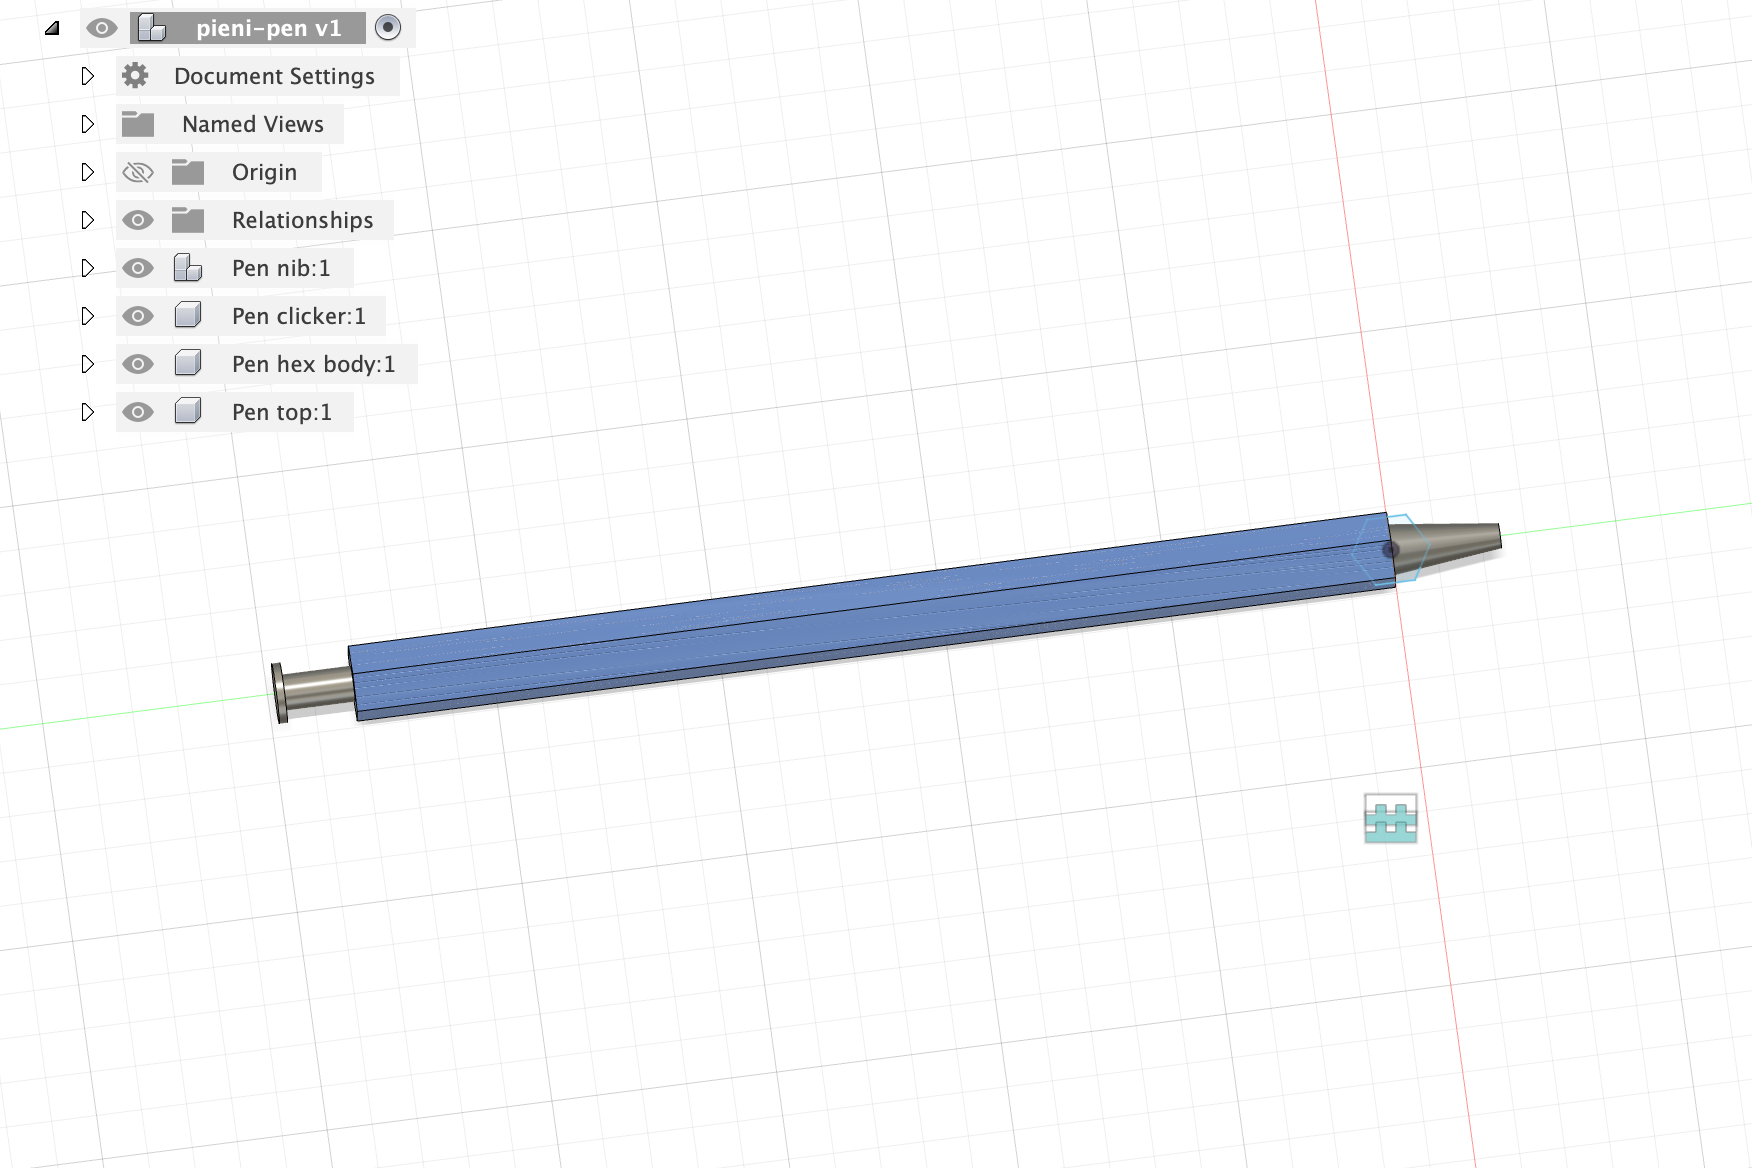 pieni-pen v1
Document Settings
Named Views
Origin
Relationships
Pen nib:1
Pen clicker:1
Pen hex body:1
Pen top:1